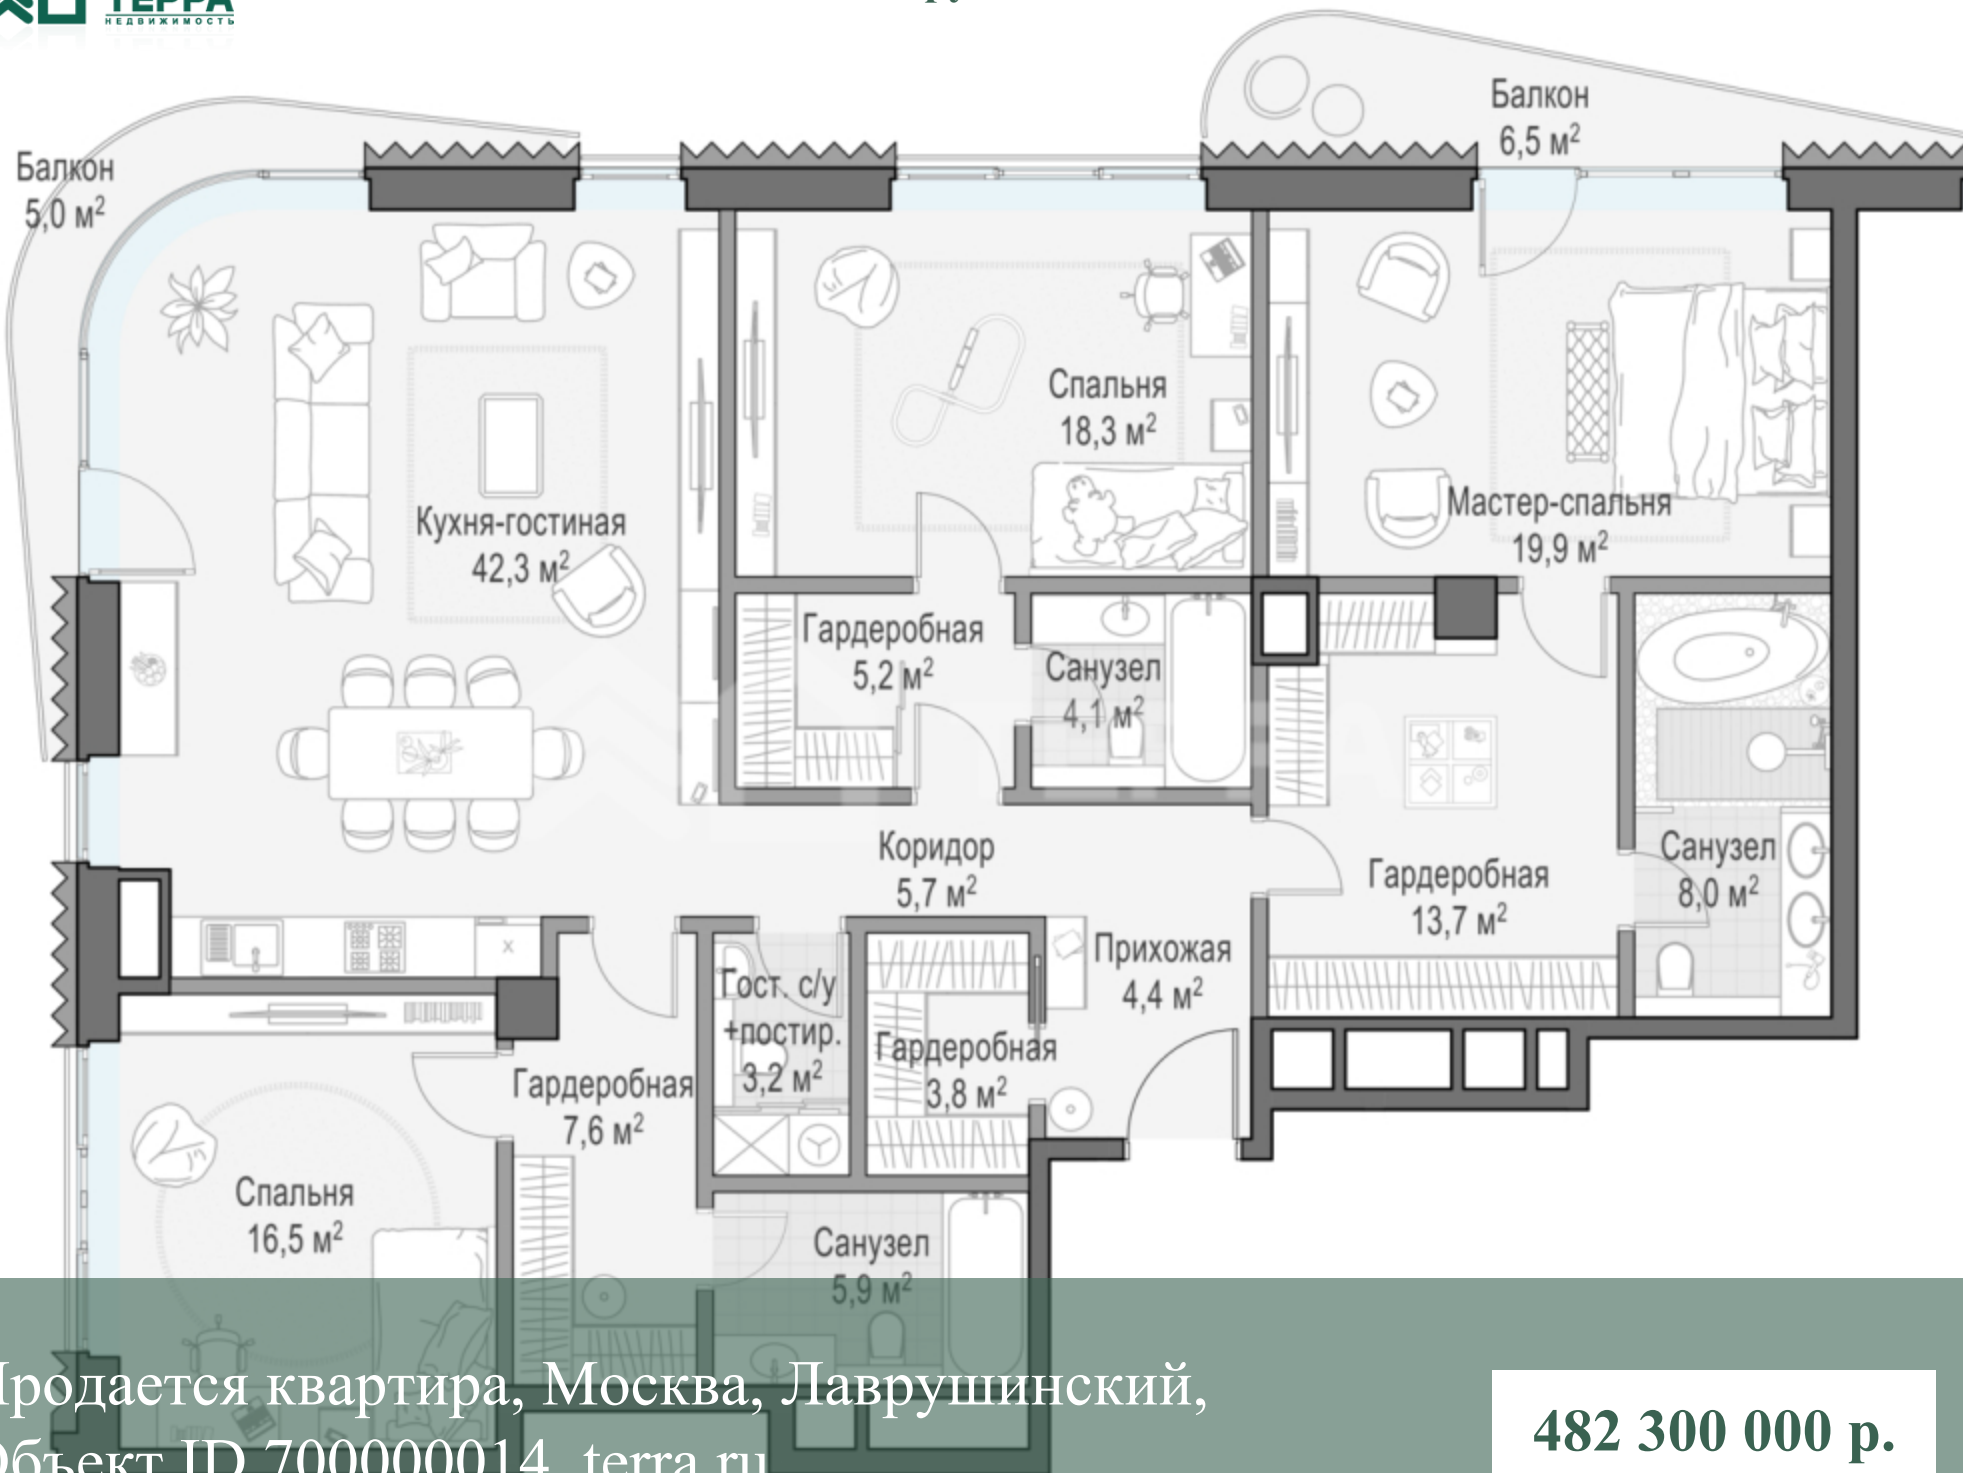 ТЕРРА
НЕДВИЖИМОСТЬ
Балкон
6,5 м²
Балкон
5,0 м²
Спальня
18,3 м²
Кухня-гостиная
42,3 м²
Мастер-спальня
19,9 м²
Гардеробная
5,2 м²
Санузел
4,1 м²
Коридор
5,7 м²
Гардеробная
13,7 м²
Санузел
8,0 м²
Прихожая
4,4 м²
Гост. с/у
+постир.
3,2 м²
Гардеробная
3,8 м²
Гардеробная
7,6 м²
Спальня
16,5 м²
Санузел
5,9 м²
Продается квартира, Москва, Лаврушинский,
Объект ID 700000014, terra.ru
482 300 000 р.